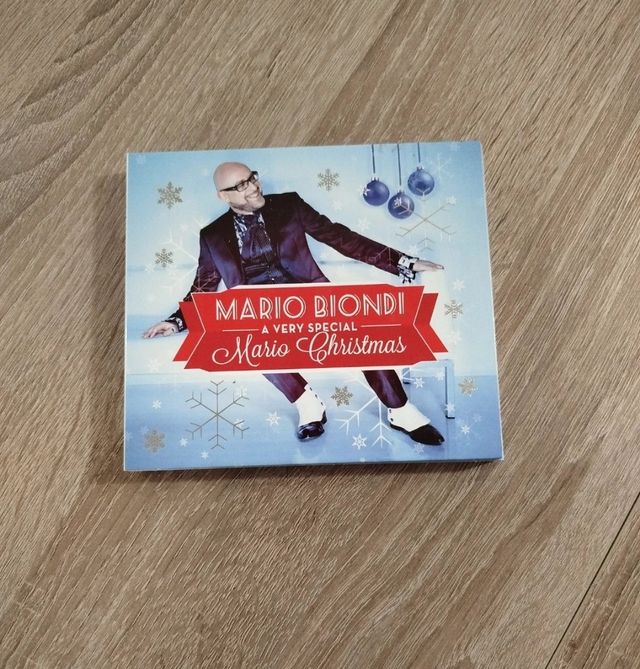 MARIO BIONDI
A VERY SPECIAL
Mario Christmas